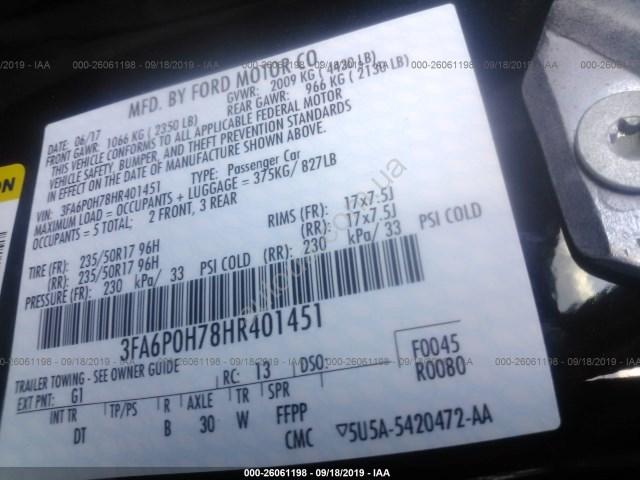 000-26061198 - 09/18/2019 - IAA
MFD. BY FORD MOTOR CO.
DATE: 06/17 GVWR: 2009 KG ( 4430 LB)
FRONT GAWR: 1066 KG ( 2350 LB) REAR GAWR: 966 KG ( 2130 LB)
THIS VEHICLE CONFORMS TO ALL APPLICABLE FEDERAL MOTOR
VEHICLE SAFETY, BUMPER, AND THEFT PREVENTION STANDARDS
IN EFFECT ON THE DATE OF MANUFACTURE SHOWN ABOVE.
VIN: 3FA6P0H78HR401451 TYPE: Passenger Car
MAXIMUM LOAD = OCCUPANTS + LUGGAGE = 375KG/ 827LB
OCCUPANTS = 5 TOTAL; 2 FRONT, 3 REAR
TIRE (FR): 235/50R17 96H RIMS (FR): 17x7.5J
(RR): 235/50R17 96H (RR): 17x7.5J
PRESSURE (FR): 230 kPa/ 33 PSI COLD (RR): 230 kPa/ 33 PSI COLD
3FA6P0H78HR401451
TRAILER TOWING - SEE OWNER GUIDE
EXT PNT: G1 RC: 13 DSO: F0045
R0080
INT TR TP/PS R AXLE TR SPR
DT B 30 W FFPP
CMC 5U5A-5420472-AA
000-26061198 - 09/18/2019 - IAA